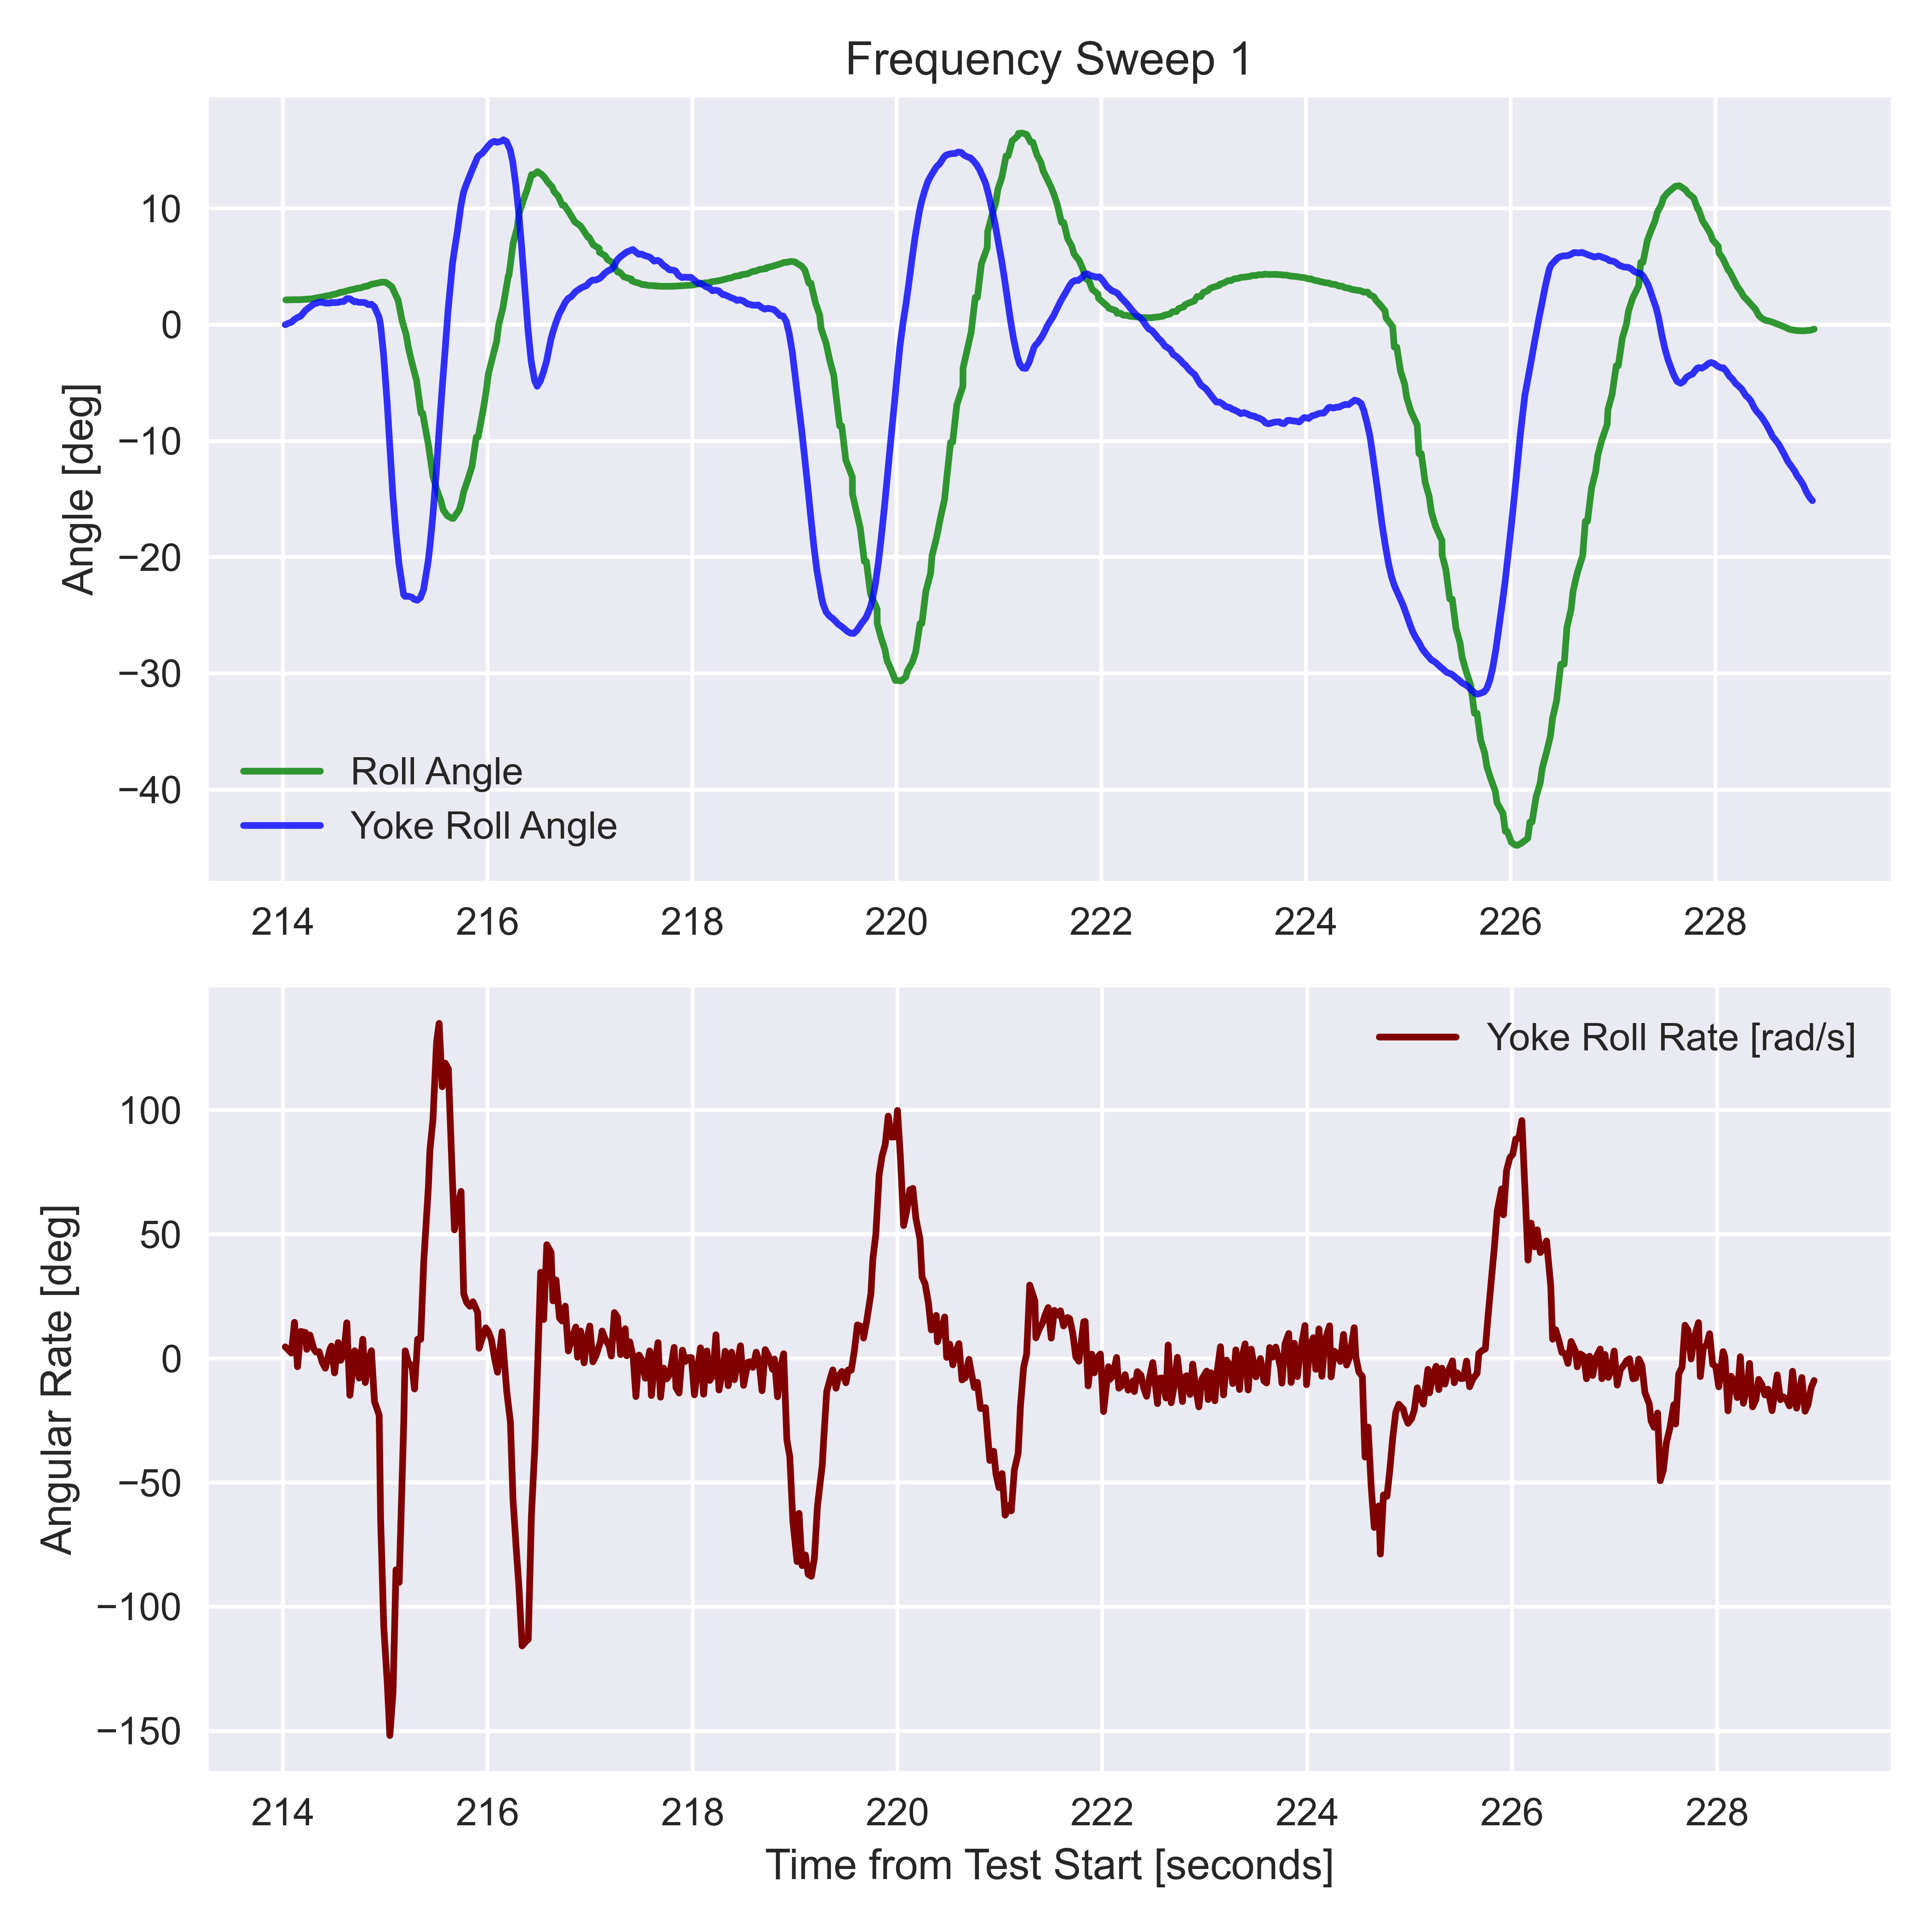 Frequency Sweep 1
Angle [deg]
10
0
−10
−20
−30
−40
Roll Angle
Yoke Roll Angle
214 216 218 220 222 224 226 228
Angular Rate [deg]
Yoke Roll Rate [rad/s]
100
50
0
−50
−100
−150
214 216 218 220 222 224 226 228
Time from Test Start [seconds]